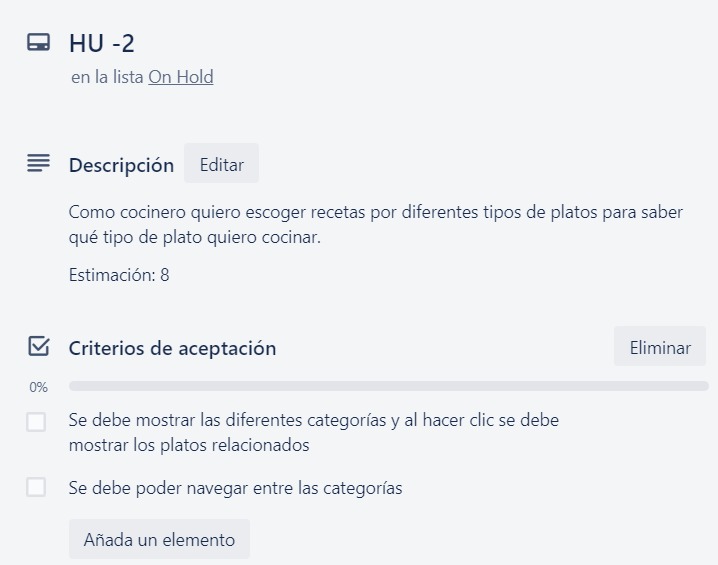 HU -2
en la lista On Hold
Descripción Editar
Como cocinero quiero escoger recetas por diferentes tipos de platos para saber
qué tipo de plato quiero cocinar.
Estimación: 8
Criterios de aceptación Eliminar
0%
Se debe mostrar las diferentes categorías y al hacer clic se debe
mostrar los platos relacionados
Se debe poder navegar entre las categorías
Añada un elemento